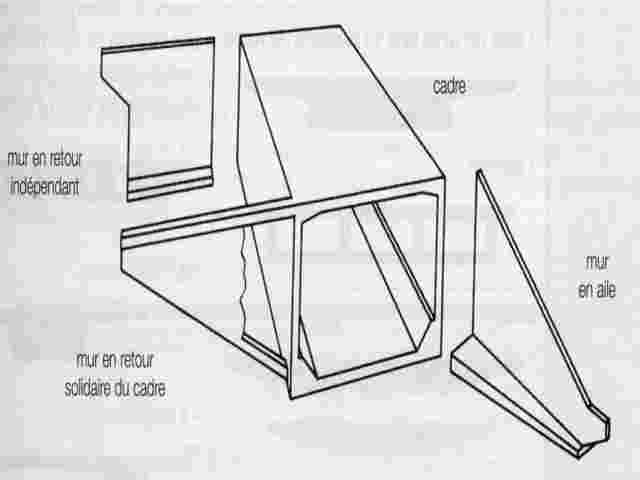 cadre
mur en retour
indépendant
mur
en aile
mur en retour
solidaire du cadre